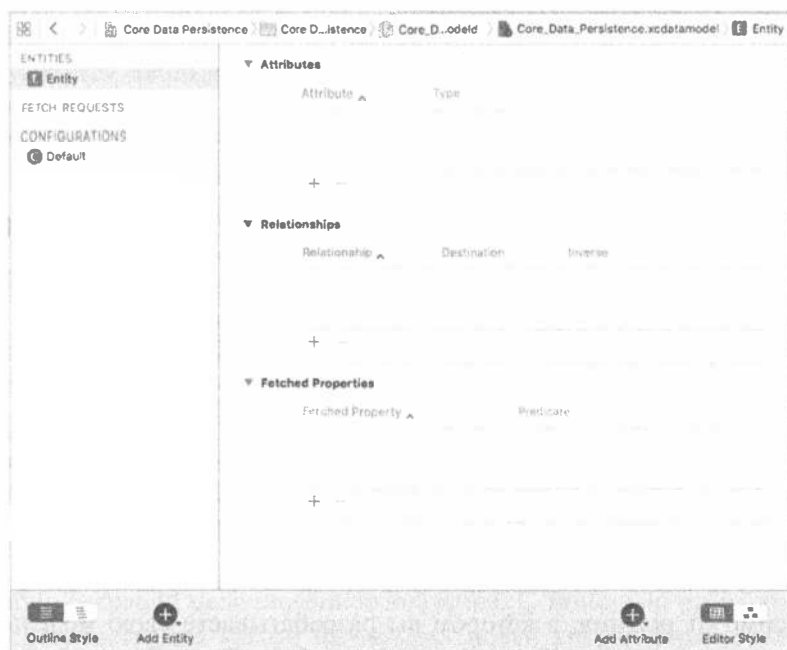 Core Data Persistence Core D...istence Core_D...odeld Core_Data_Persistence.xcdatamodel E Entity
ENTITIES
E Entity
FETCH REQUESTS
CONFIGURATIONS
C Default
Attributes
Attribute Type
+ −
Relationships
Relationship Destination Inverse
+ −
Fetched Properties
Fetched Property Predicate
+ −
Outline Style Add Entity Add Attribute Editor Style